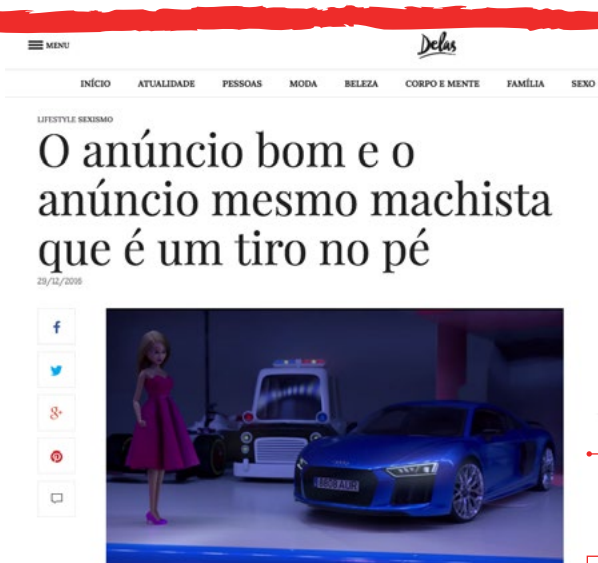 MENU
Delas
INÍCIO ATUALIDADE PESSOAS MODA BELEZA CORPO E MENTE FAMÍLIA SEXO
LIFESTYLE SEXISMO
O anúncio bom e o
anúncio mesmo machista
que é um tiro no pé
29/12/2016